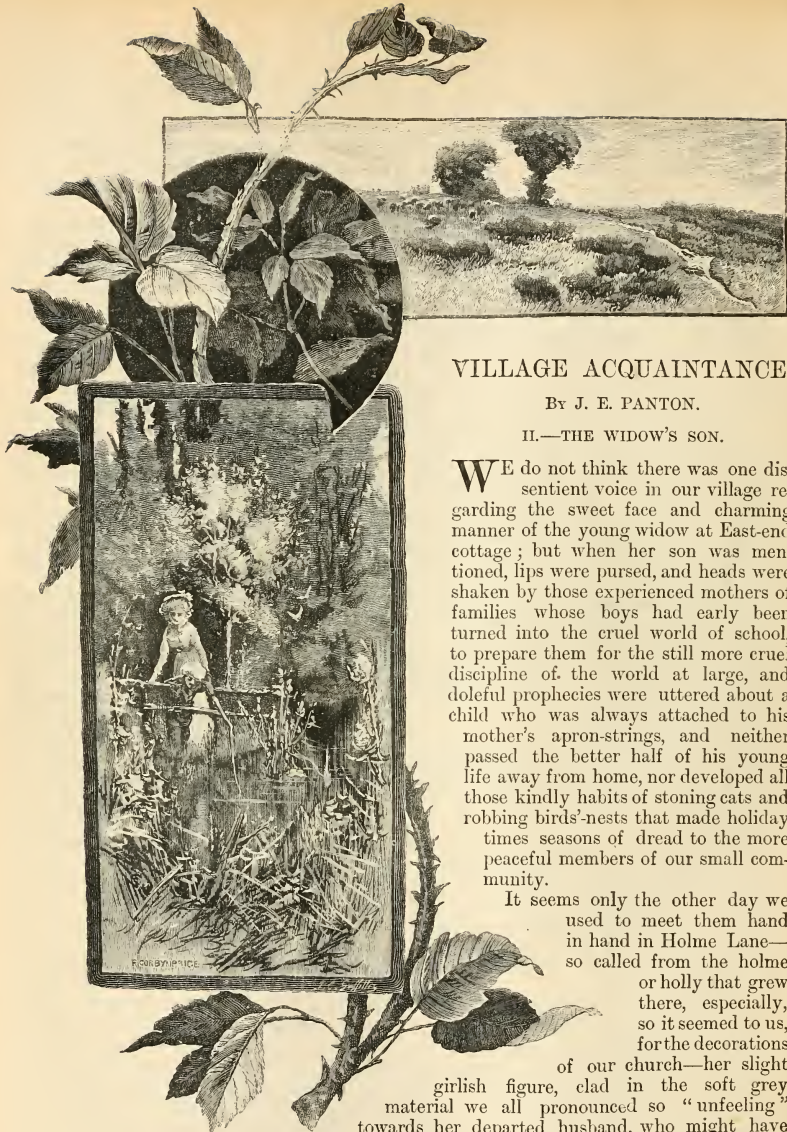 VILLAGE ACQUAINTANCE
BY J. E. PANTON.
II.—THE WIDOW'S SON.
WE do not think there was one dis
sentient voice in our village re
garding the sweet face and charming
manner of the young widow at East-end
cottage ; but when her son was men
tioned, lips were pursed, and heads were
shaken by those experienced mothers of
families whose boys had early been
turned into the cruel world of school,
to prepare them for the still more cruel
discipline of the world at large, and
doleful prophecies were uttered about a
child who was always attached to his
mother's apron-strings, and neither
passed the better half of his young
life away from home, nor developed all
those kindly habits of stoning cats and
robbing birds'-nests that made holiday
times seasons of dread to the more
peaceful members of our small com-
munity.
It seems only the other day we
used to meet them hand
in hand in Holme Lane—
so called from the holme
or holly that grew
there, especially,
so it seemed to us,
for the decorations
of our church—her slight
girlish figure, clad in the soft grey
material we all pronounced so "unfeeling"
towards her departed husband, who might have
F. CORBYN PRICE